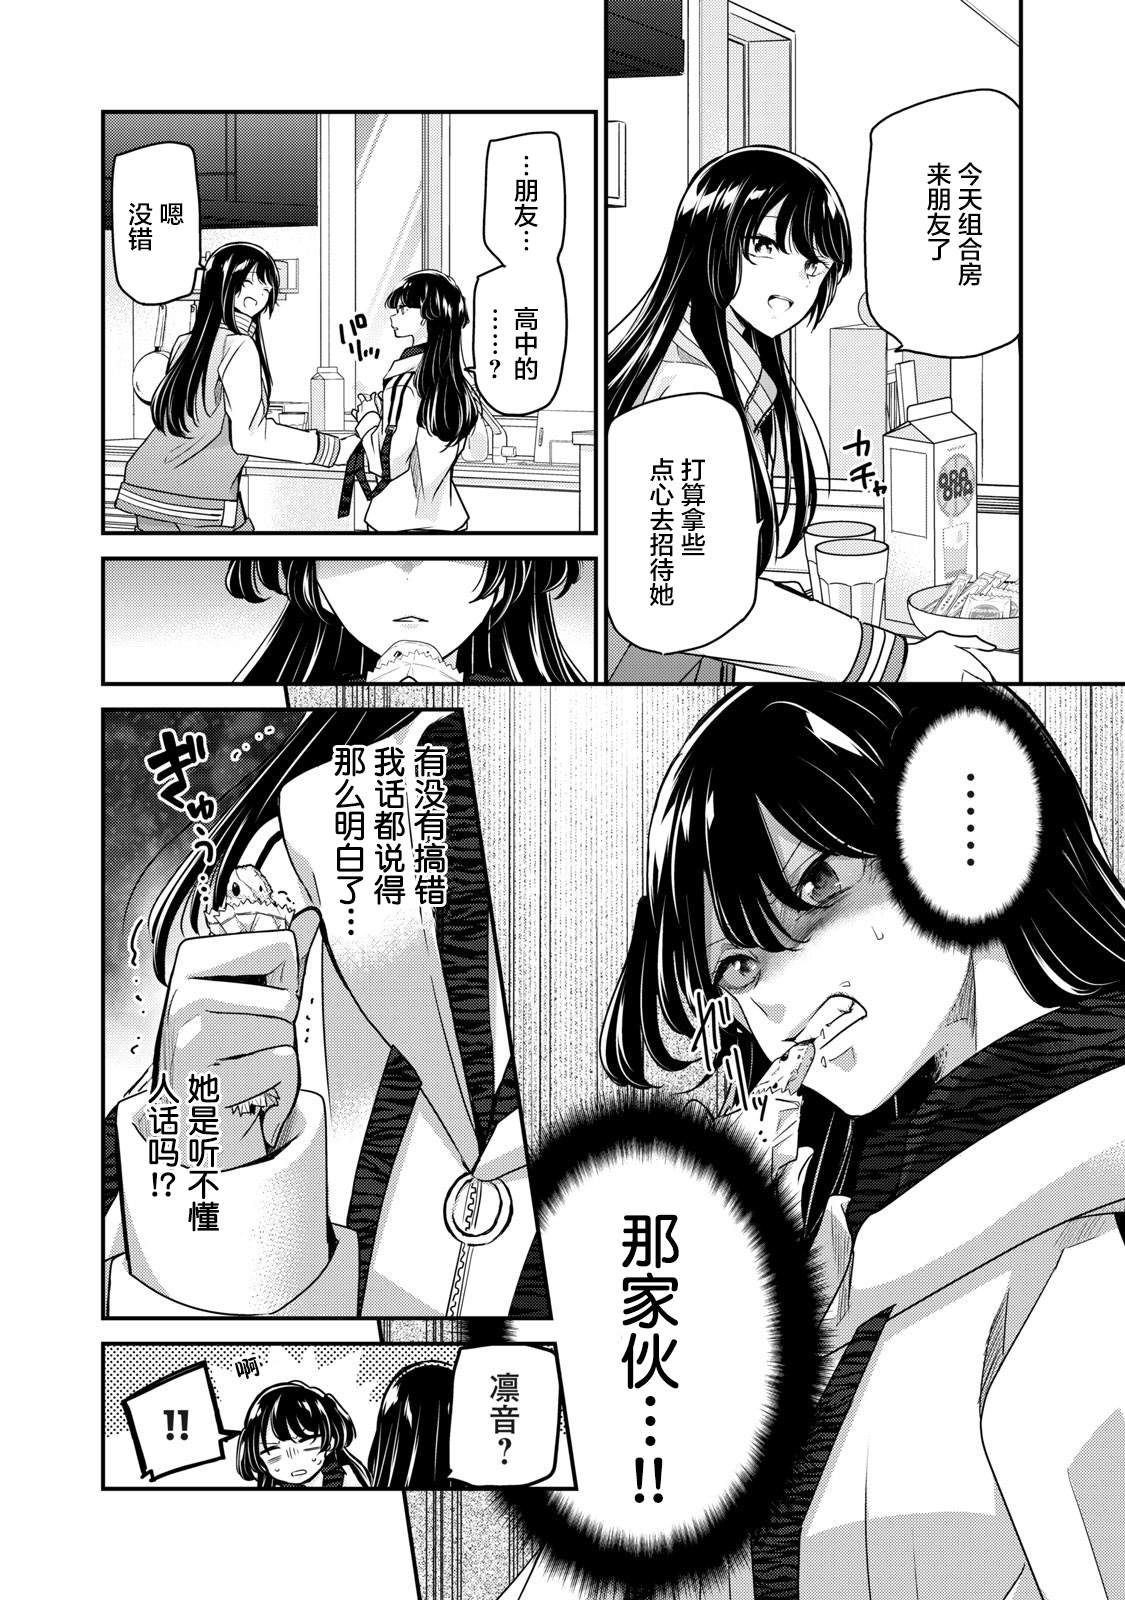 今天组合房
来朋友了
カチャ
打算拿些
点心去招待她
ORA
ORA
…朋友…
高中的
……?
パリッ
嗯
没错
………
ガリ
那家伙…!!
有没有搞错
我话都说得
那么明白了…
ぎゅ…
她是听不懂
人话吗!?
凛音?
啊
!!